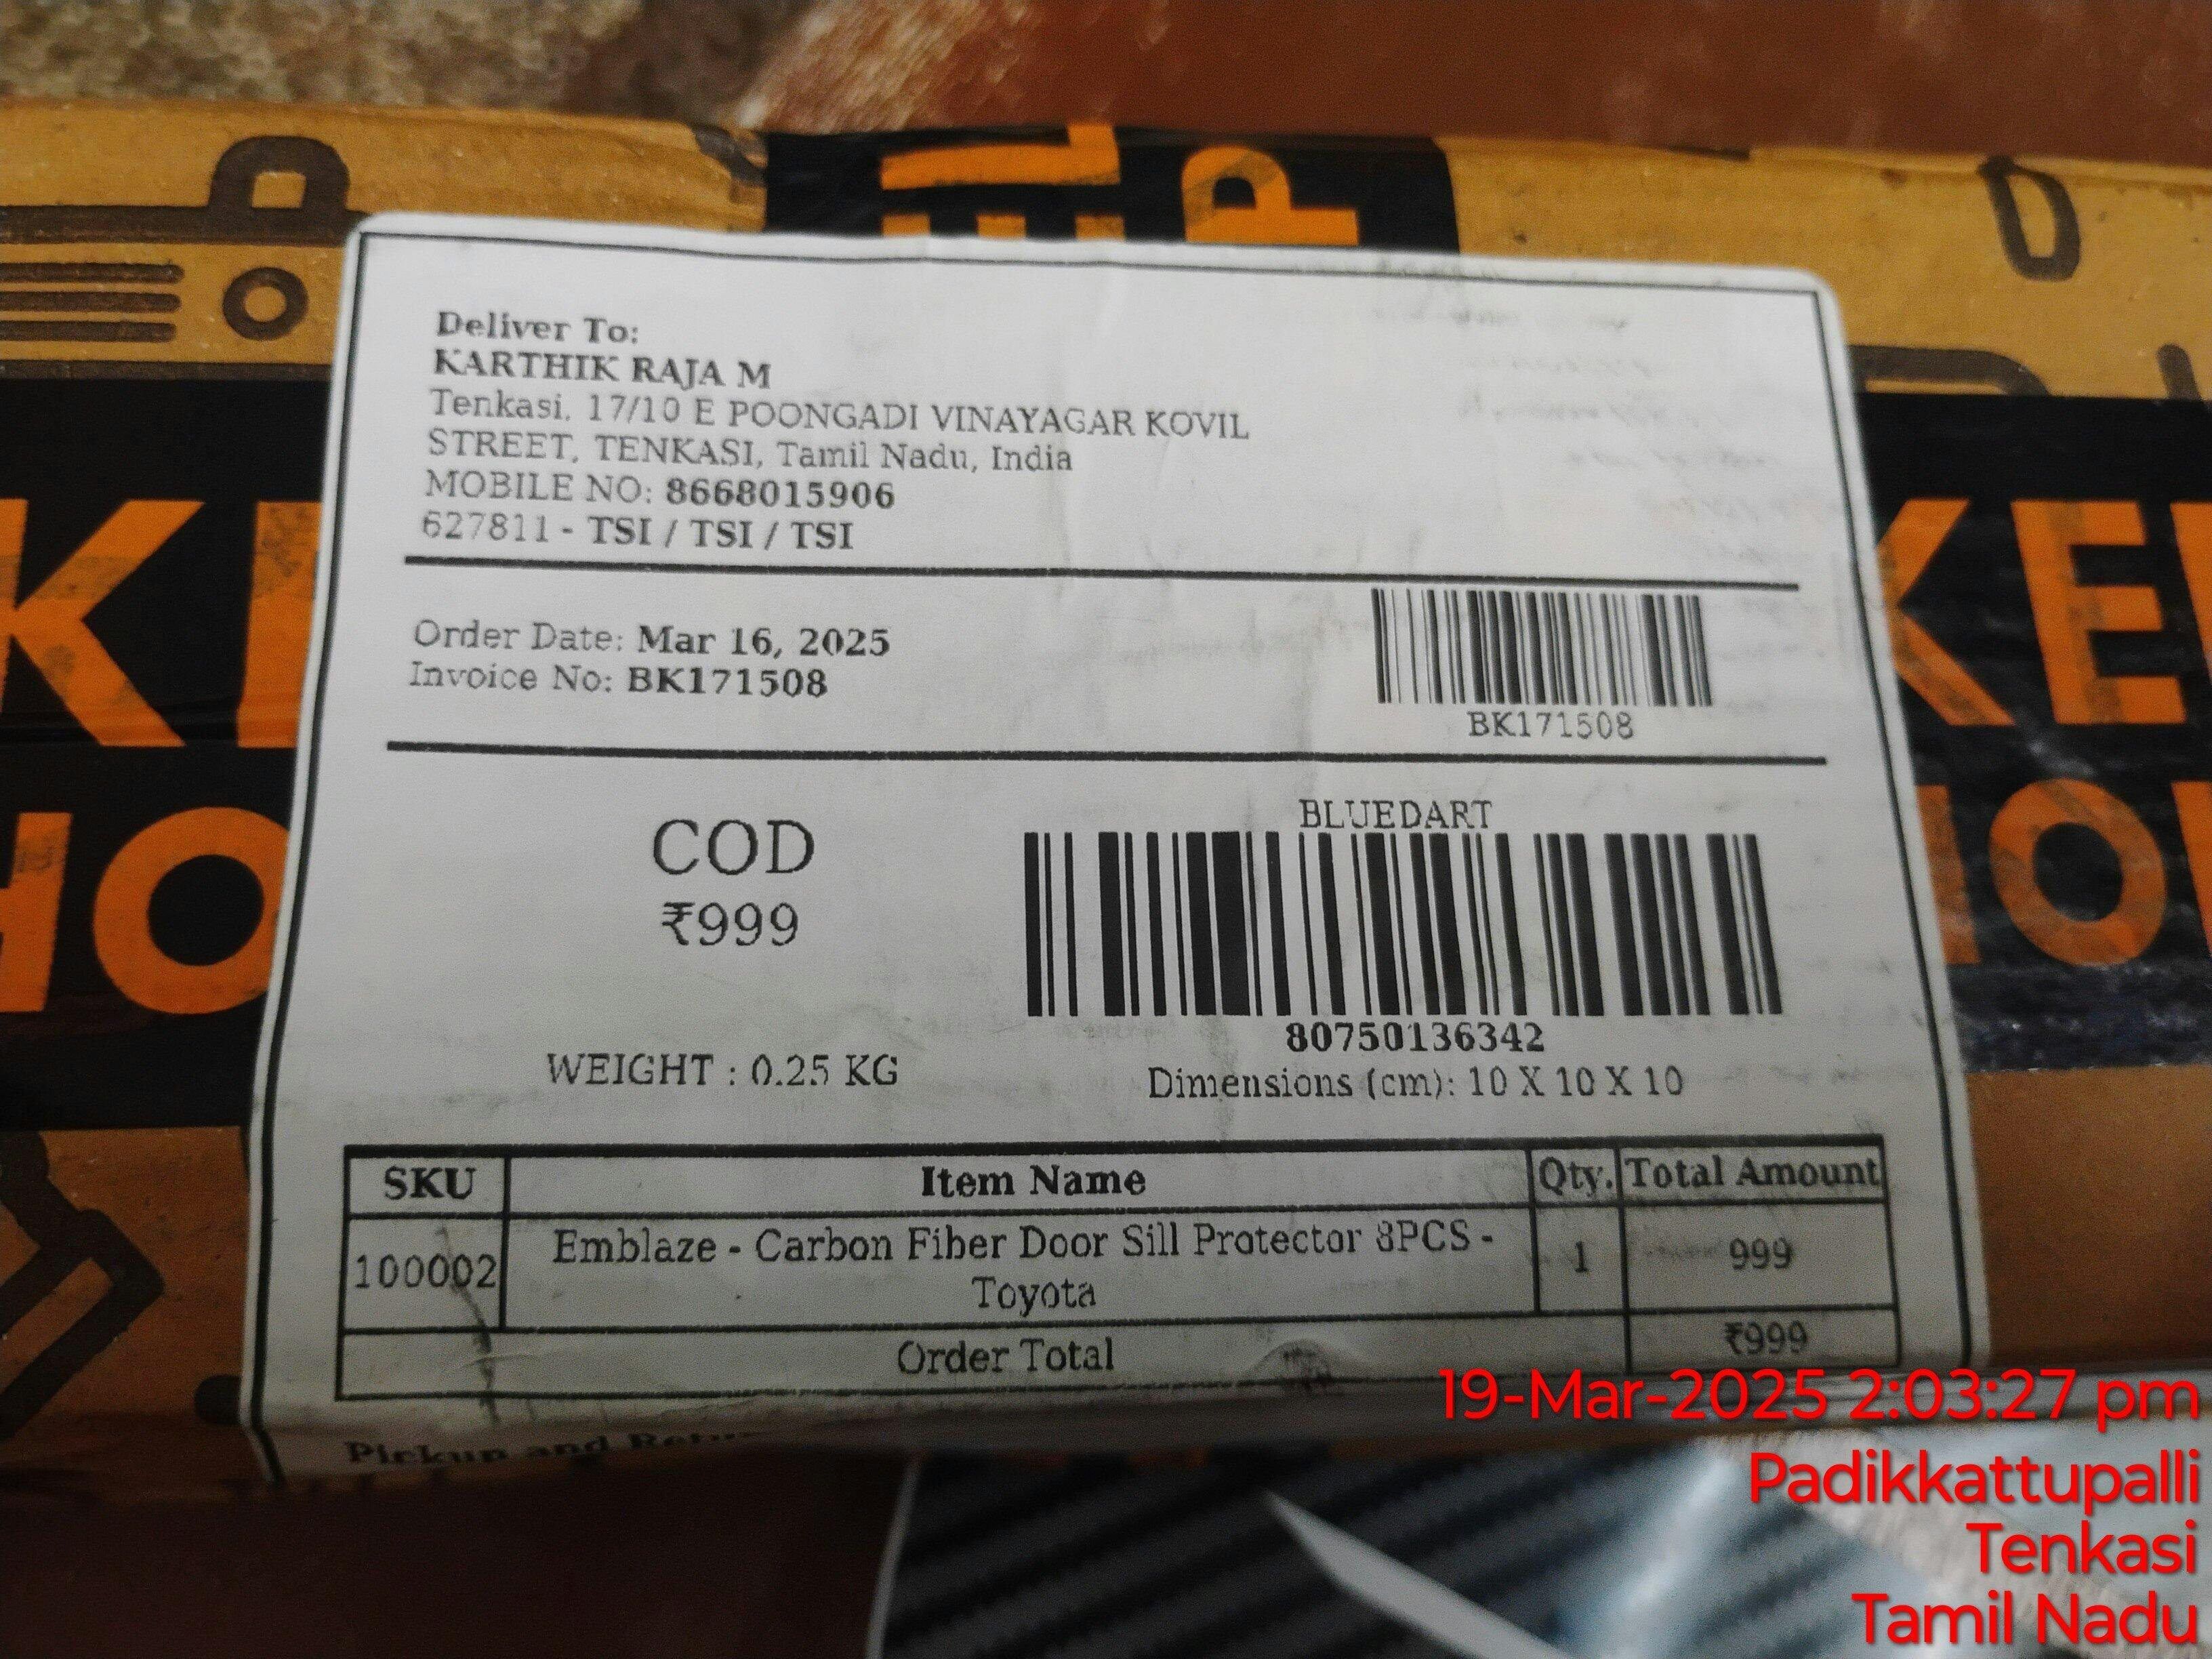 Deliver To:
KARTHIK RAJA M
Tenkasi, 17/10 E POONGADI VINAYAGAR KOVIL
STREET, TENKASI, Tamil Nadu, India
MOBILE NO: 8668015906
627811 - TSI / TSI / TSI
Order Date: Mar 16, 2025
Invoice No: BK171508
BK171508
COD
₹999
WEIGHT : 0.25 KG
BLUEDART
80750136342
Dimensions (cm): 10 X 10 X 10
SKU Item Name Qty. Total Amount
100002 Emblaze - Carbon Fiber Door Sill Protector 8PCS - Toyota 1 999
Order Total ₹999
Pickup and
19-Mar-2025 2:03:27 pm
Padikkattupalli
Tenkasi
Tamil Nadu